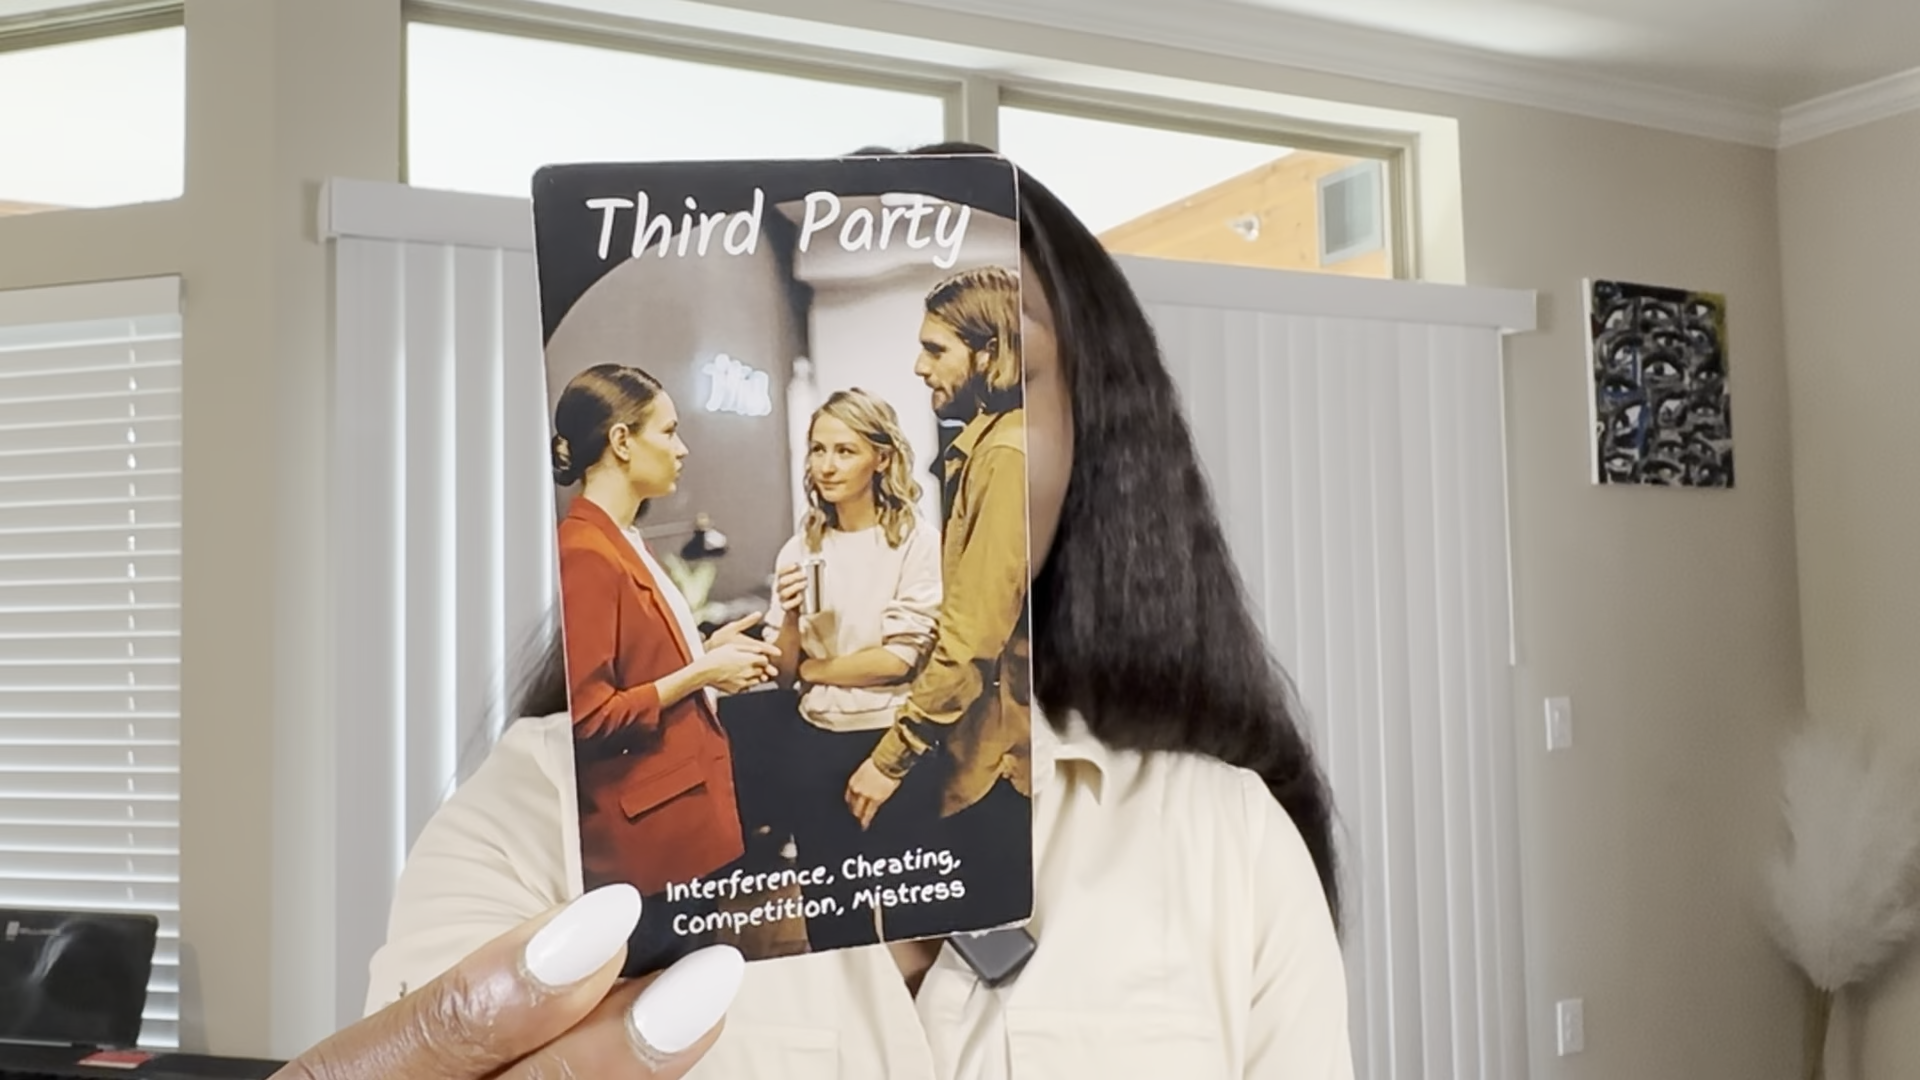 Third Party
Interference, Cheating,
Competition, Mistress